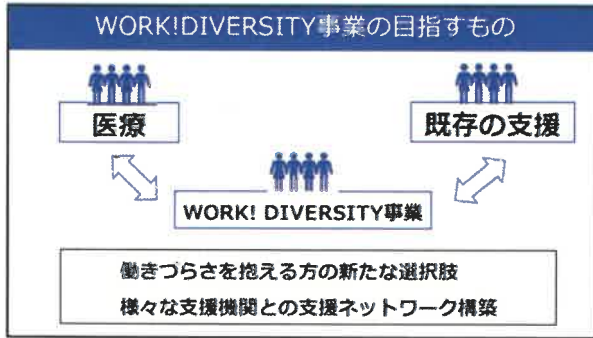 WORK!DIVERSITY事業の目指すもの
医療
既存の支援
WORK! DIVERSITY事業
働きづらさを抱える方の新たな選択肢
様々な支援機関との支援ネットワーク構築